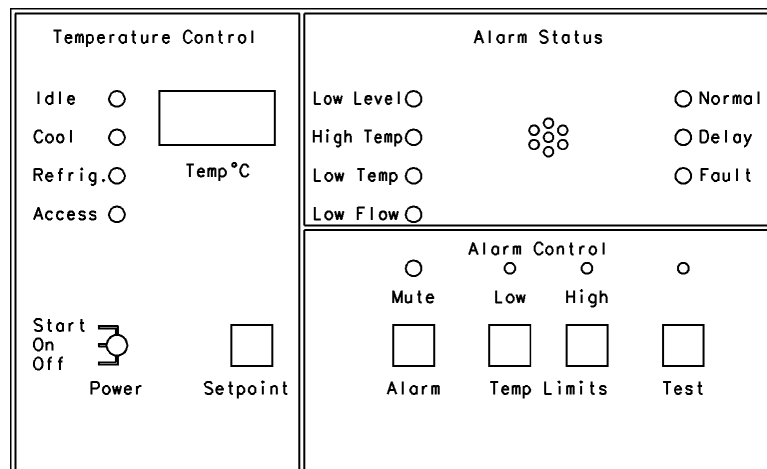 Temperature Control
Idle
Cool
Refrig.
Access
Temp°C
Start
On
Off
Power
Setpoint
Alarm Status
Low Level
High Temp
Low Temp
Low Flow
Normal
Delay
Fault
Alarm Control
Mute Low High
Alarm Temp Limits Test